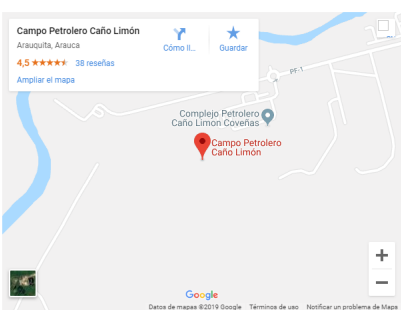 Campo Petrolero Caño Limón
Arauquita, Arauca
4,5 38 reseñas
Ampliar el mapa
Cómo ll...
Guardar
PF-1
Complejo Petrolero
Caño Limon Coveñas
Campo Petrolero
Caño Limón
+
−
Google
Datos de mapas ©2019 Google Términos de uso Notificar un problema de Maps